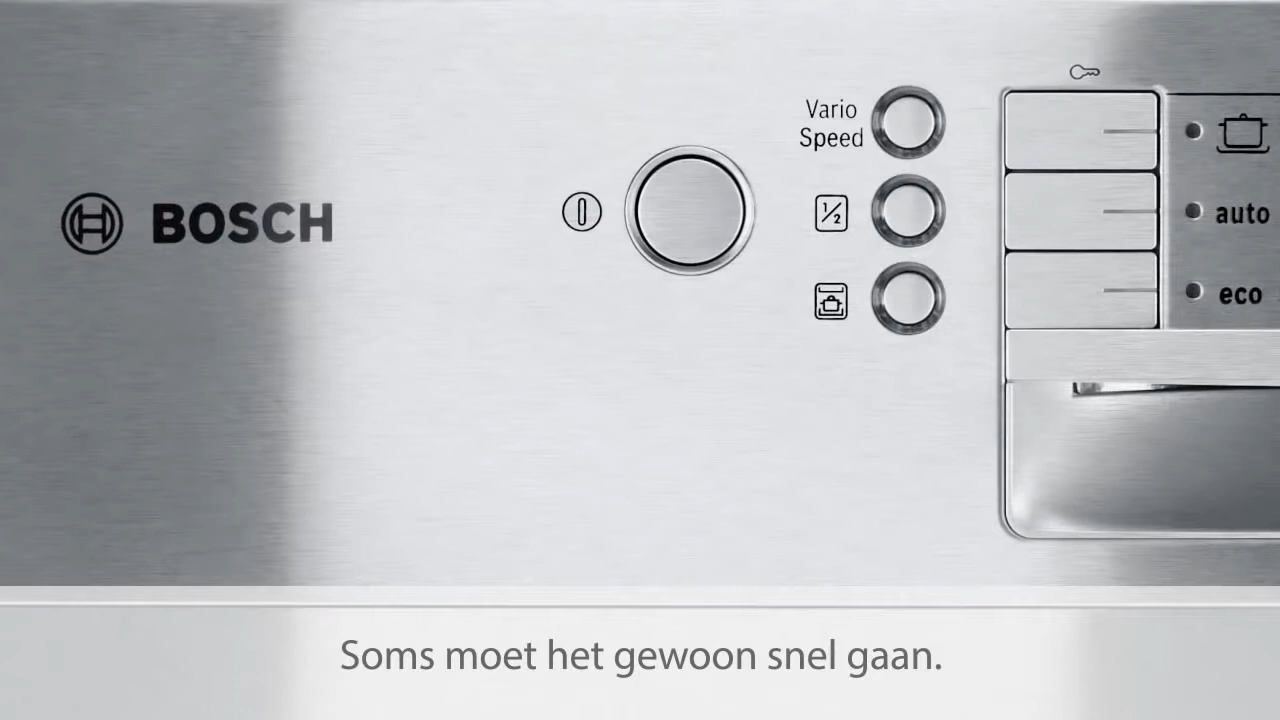 BOSCH
Vario
Speed
1/2
auto
eco
Soms moet het gewoon snel gaan.